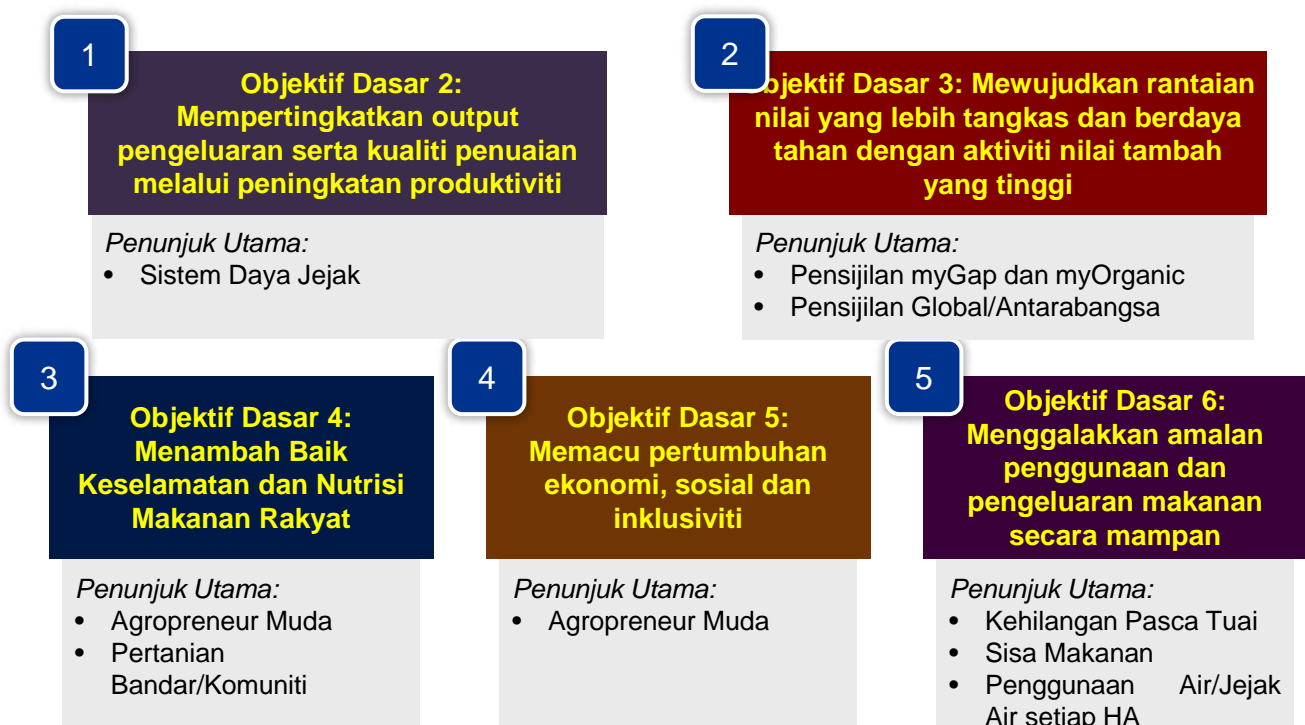 1
Objektif Dasar 2:
Mempertingkatkan output
pengeluaran serta kualiti penuaian
melalui peningkatan produktiviti
Penunjuk Utama:
• Sistem Daya Jejak
2
bjektif Dasar 3: Mewujudkan rantaian
nilai yang lebih tangkas dan berdaya
tahan dengan aktiviti nilai tambah
yang tinggi
Penunjuk Utama:
• Pensijilan myGap dan myOrganic
• Pensijilan Global/Antarabangsa
3
Objektif Dasar 4:
Menambah Baik
Keselamatan dan Nutrisi
Makanan Rakyat
Penunjuk Utama:
• Agropreneur Muda
• Pertanian
Bandar/Komuniti
4
Objektif Dasar 5:
Memacu pertumbuhan
ekonomi, sosial dan
inklusiviti
Penunjuk Utama:
• Agropreneur Muda
5
Objektif Dasar 6:
Menggalakkan amalan
penggunaan dan
pengeluaran makanan
secara mampan
Penunjuk Utama:
• Kehilangan Pasca Tuai
• Sisa Makanan
• Penggunaan Air/Jejak
Air setiap HA